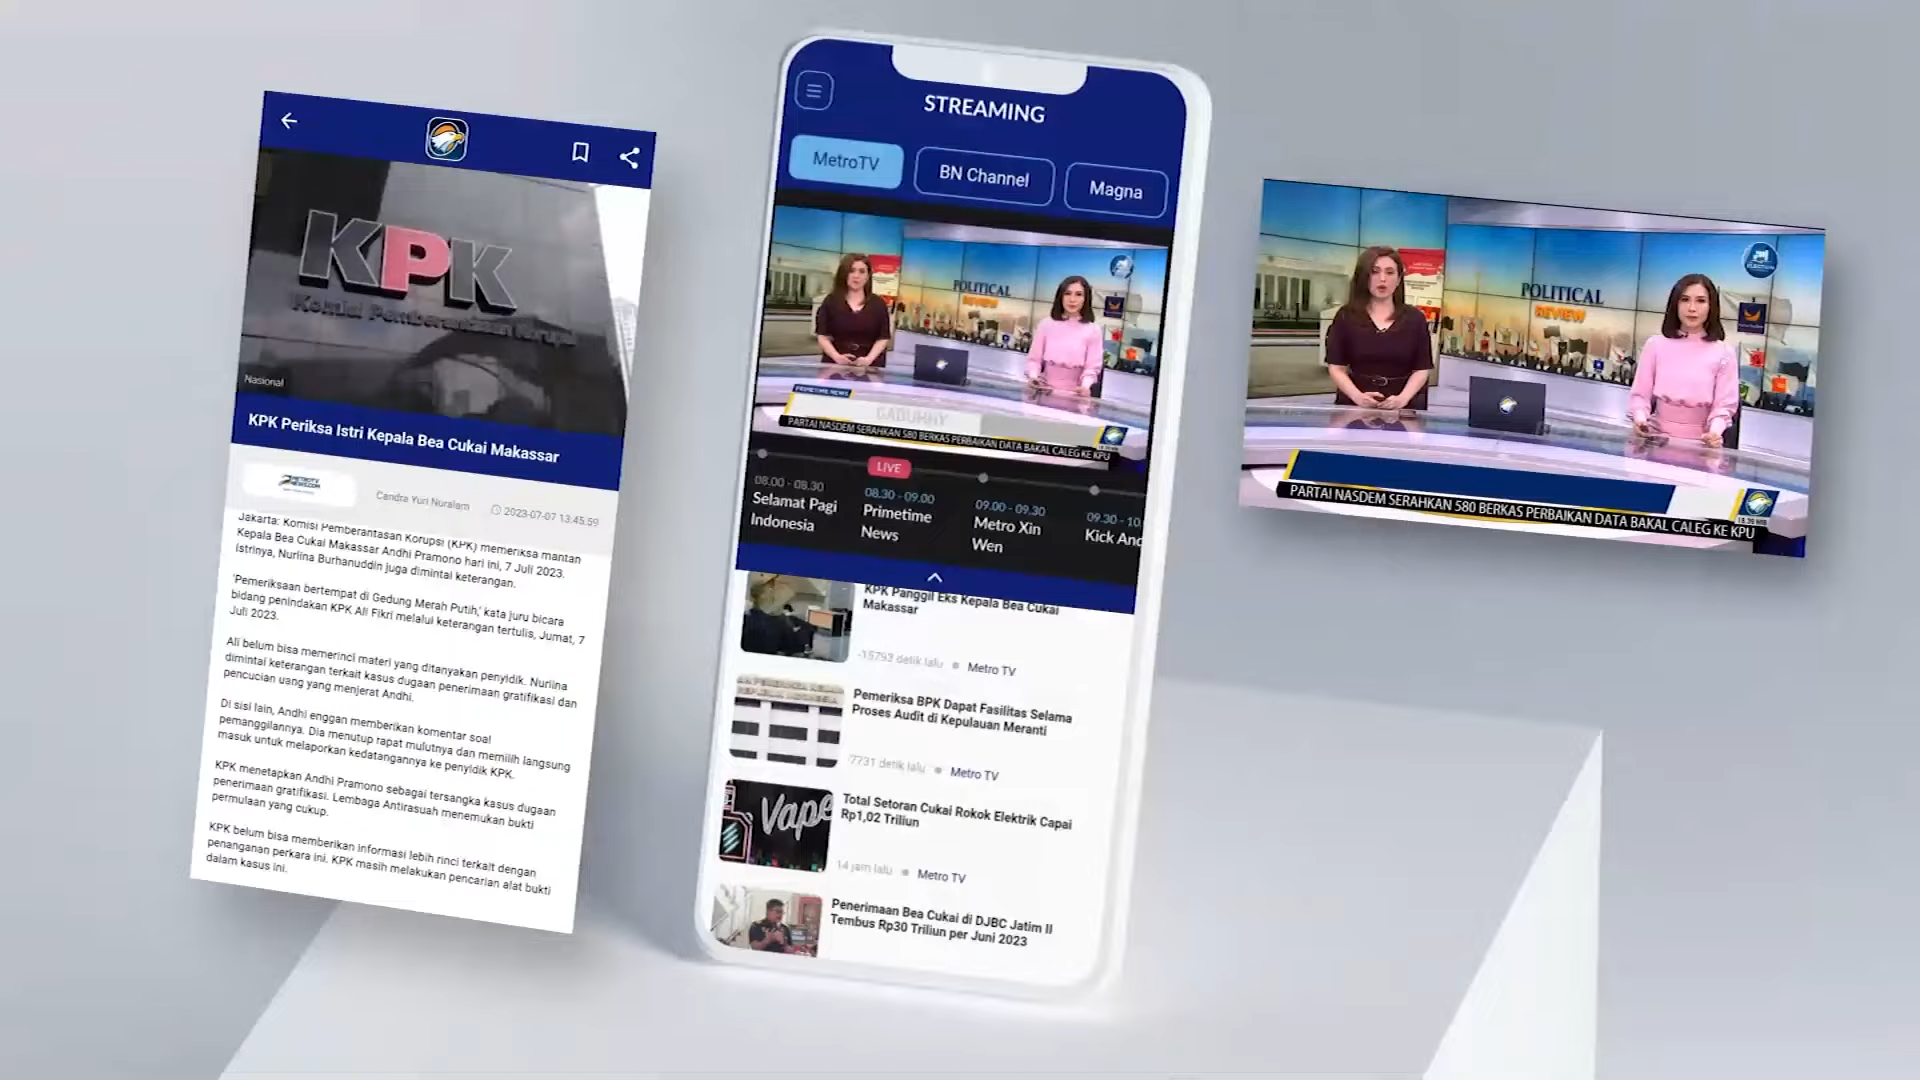 KPK
Komisi Pemberantasan Korupsi
Nasional
KPK Periksa Istri Kepala Bea Cukai Makassar
Candra Yuri Nuralam
2023-07-07 13:45:59
Jakarta: Komisi Pemberantasan Korupsi (KPK) memeriksa mantan
Kepala Bea Cukai Makassar Andhi Pramono hari ini, 7 Juli 2023.
Istrinya, Nurlina Burhanuddin juga dimintai keterangan.
'Pemeriksaan bertempat di Gedung Merah Putih,' kata juru bicara
bidang penindakan KPK Ali Fikri melalui keterangan tertulis, Jumat, 7
Juli 2023.
Ali belum bisa memerinci materi yang ditanyakan penyidik. Nurlina
dimintai keterangan terkait kasus dugaan penerimaan gratifikasi dan
pencucian uang yang menjerat Andhi.
Di sisi lain, Andhi enggan memberikan komentar soal
pemanggilannya. Dia menutup rapat mulutnya dan memilih langsung
masuk untuk melaporkan kedatangannya ke penyidik KPK.
KPK menetapkan Andhi Pramono sebagai tersangka kasus dugaan
penerimaan gratifikasi. Lembaga Antirasuah menemukan bukti
permulaan yang cukup.
KPK belum bisa memberikan informasi lebih rinci terkait dengan
penanganan perkara ini. KPK masih melakukan pencarian alat bukti
dalam kasus ini.
STREAMING
MetroTV
BN Channel
Magna
POLITICAL
REVIEW
PRIMETIME NEWS
PARTAI NASDEM SERAHKAN 580 BERKAS PERBAIKAN DATA BAKAL CALEG KE KPU
LIVE
08.00 - 08.30
Selamat Pagi
Indonesia
08.30 - 09.00
Primetime
News
09.00 - 09.30
Metro Xin
Wen
09.30 - 10
Kick And
KPK Panggil Eks Kepala Bea Cukai
Makassar
-15793 detik lalu
Metro TV
Pemeriksa BPK Dapat Fasilitas Selama
Proses Audit di Kepulauan Meranti
7731 detik lalu
Metro TV
Vape
Total Setoran Cukai Rokok Elektrik Capai
Rp1,02 Triliun
14 jam lalu
Metro TV
Penerimaan Bea Cukai di DJBC Jatim II
Tembus Rp30 Triliun per Juni 2023
POLITICAL
REVIEW
ELECTION
PARTAI NASDEM SERAHKAN 580 BERKAS PERBAIKAN DATA BAKAL CALEG KE KPU